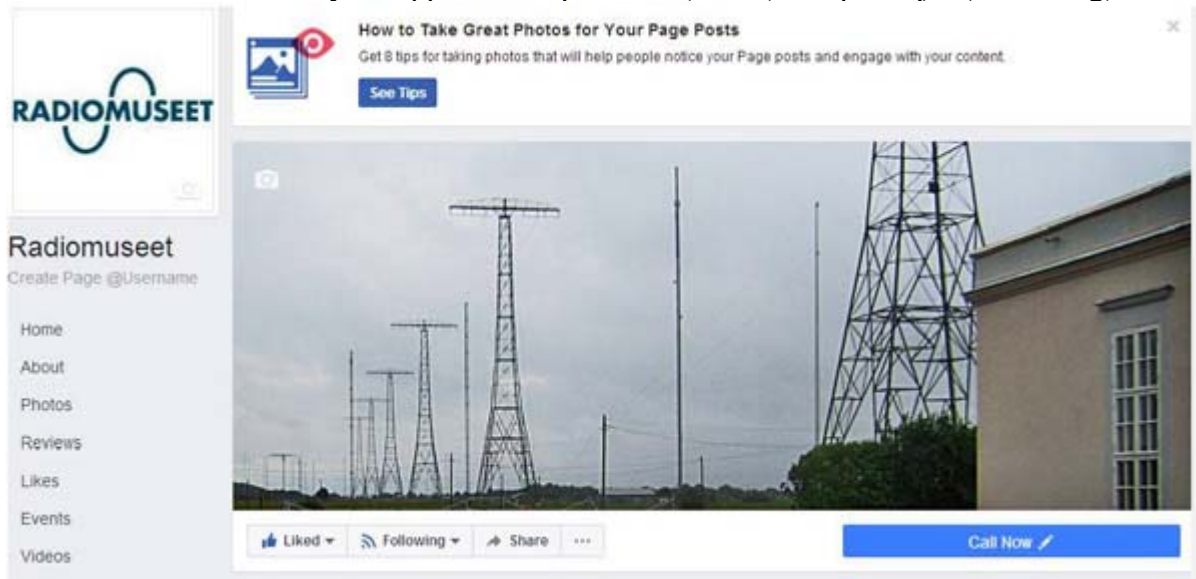 How to Take Great Photos for Your Page Posts
Get 8 tips for taking photos that will help people notice your Page posts and engage with your content.
See Tips
RADIOMUSEET
Radiomuseet
Create Page @Username
Home
About
Photos
Reviews
Likes
Events
Videos
Liked
Following
Share
Call Now